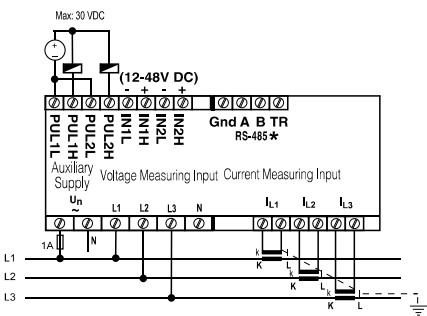 Max: 30 VDC
+
−
(12-48V DC)
- + - +
PUL1L PUL1H PUL2L PUL2H IN1L IN1H IN2L IN2H
Gnd A B TR
RS-485 *
Auxiliary Supply
Voltage Measuring Input
Current Measuring Input
Un
~
L1 L2 L3 N
IL1 IL2 IL3
1A
N
L1
k l
K L
L2
k l
K L
L3
k l
K L